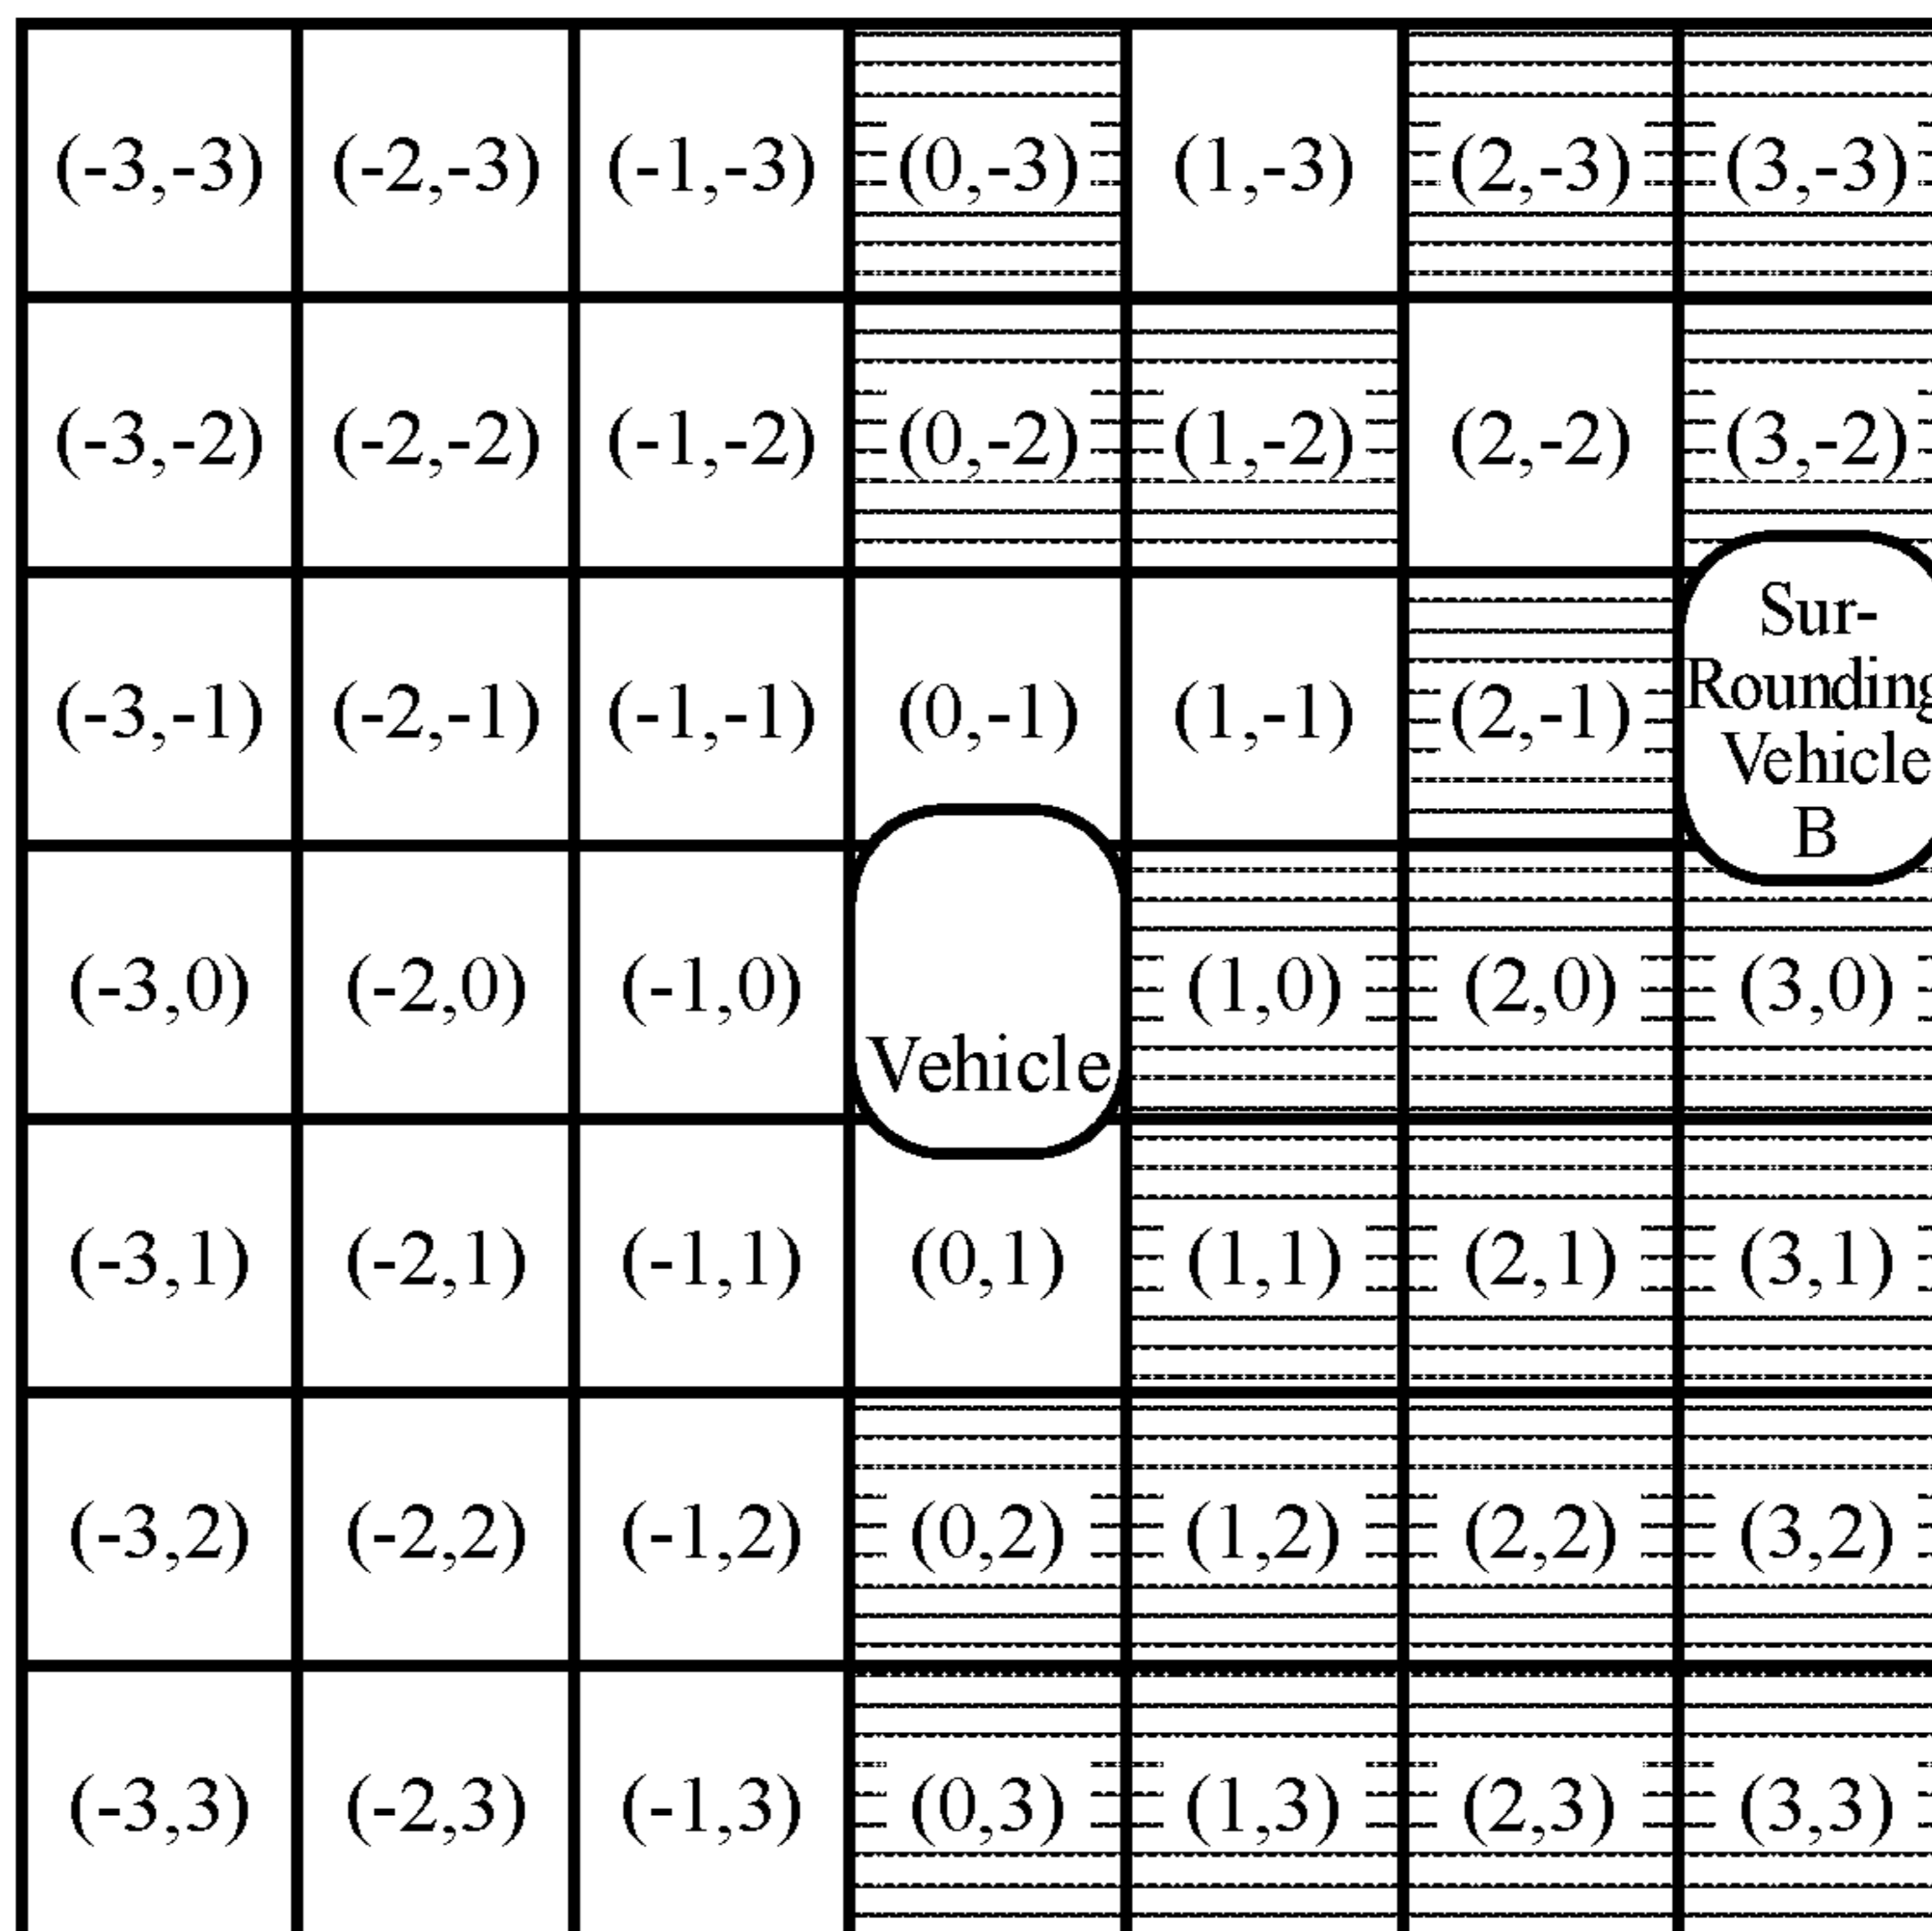 (-3,-3) (-2,-3) (-1,-3) (0,-3) (1,-3) (2,-3) (3,-3)
(-3,-2) (-2,-2) (-1,-2) (0,-2) (1,-2) (2,-2) (3,-2)
(-3,-1) (-2,-1) (-1,-1) (0,-1) (1,-1) (2,-1)
Sur-
Rounding
Vehicle
B
(-3,0) (-2,0) (-1,0) (1,0) (2,0) (3,0)
Vehicle
(-3,1) (-2,1) (-1,1) (0,1) (1,1) (2,1) (3,1)
(-3,2) (-2,2) (-1,2) (0,2) (1,2) (2,2) (3,2)
(-3,3) (-2,3) (-1,3) (0,3) (1,3) (2,3) (3,3)